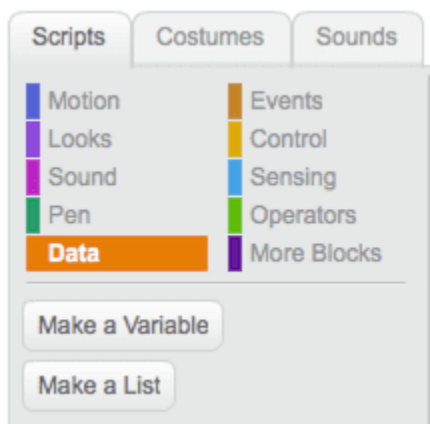 Scripts Costumes Sounds
Motion Events
Looks Control
Sound Sensing
Pen Operators
Data More Blocks
Make a Variable
Make a List